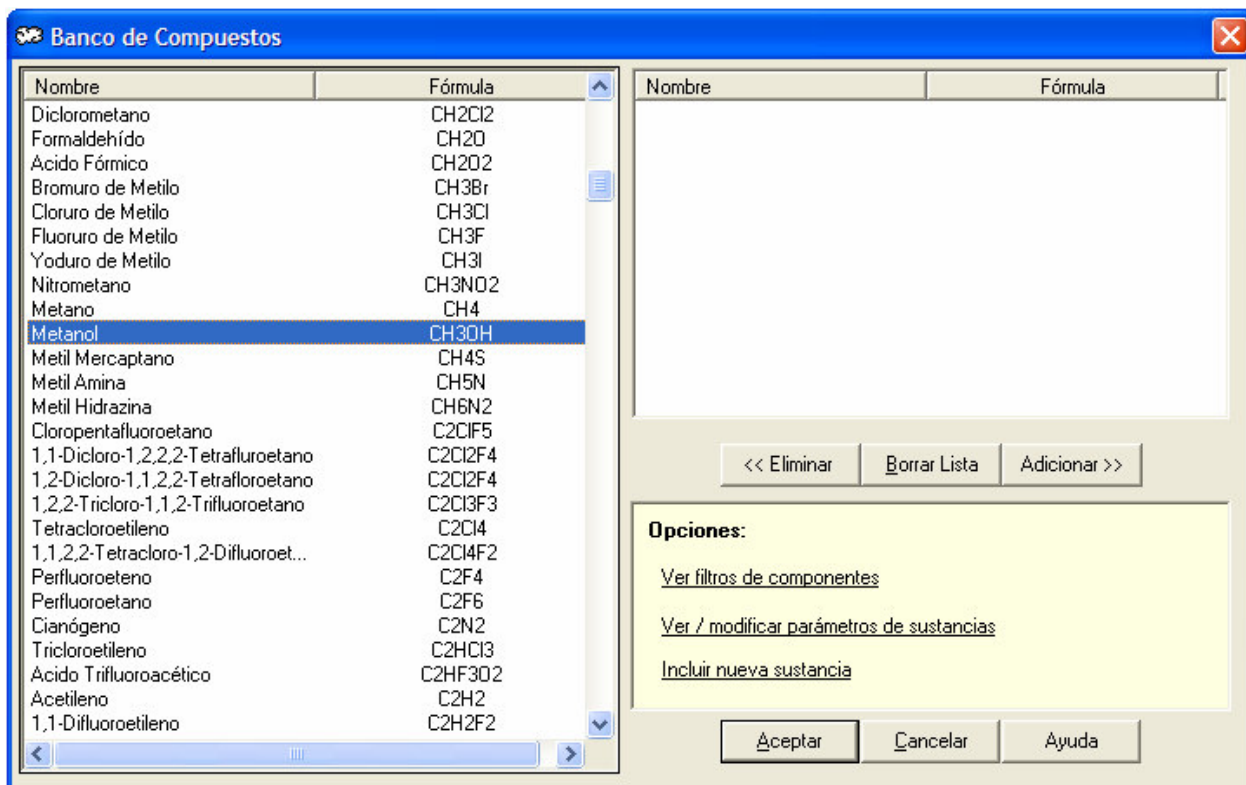 Banco de Compuestos
Nombre Fórmula
Diclorometano CH2Cl2
Formaldehído CH2O
Acido Fórmico CH2O2
Bromuro de Metilo CH3Br
Cloruro de Metilo CH3Cl
Fluoruro de Metilo CH3F
Yoduro de Metilo CH3I
Nitrometano CH3NO2
Metano CH4
Metanol CH3OH
Metil Mercaptano CH4S
Metil Amina CH5N
Metil Hidrazina CH6N2
Cloropentafluoroetano C2ClF5
1,1-Dicloro-1,2,2,2-Tetrafluroetano C2Cl2F4
1,2-Dicloro-1,1,2,2-Tetrafloroetano C2Cl2F4
1,2,2-Tricloro-1,1,2-Trifluoroetano C2Cl3F3
Tetracloroetileno C2Cl4
1,1,2,2-Tetracloro-1,2-Difluoroet... C2Cl4F2
Perfluoroeteno C2F4
Perfluoroetano C2F6
Cianógeno C2N2
Tricloroetileno C2HCl3
Acido Trifluoroacético C2HF3O2
Acetileno C2H2
1,1-Difluoroetileno C2H2F2
Nombre Fórmula
<< Eliminar Borrar Lista Adicionar >>
Opciones:
Ver filtros de componentes
Ver / modificar parámetros de sustancias
Incluir nueva sustancia
Aceptar Cancelar Ayuda